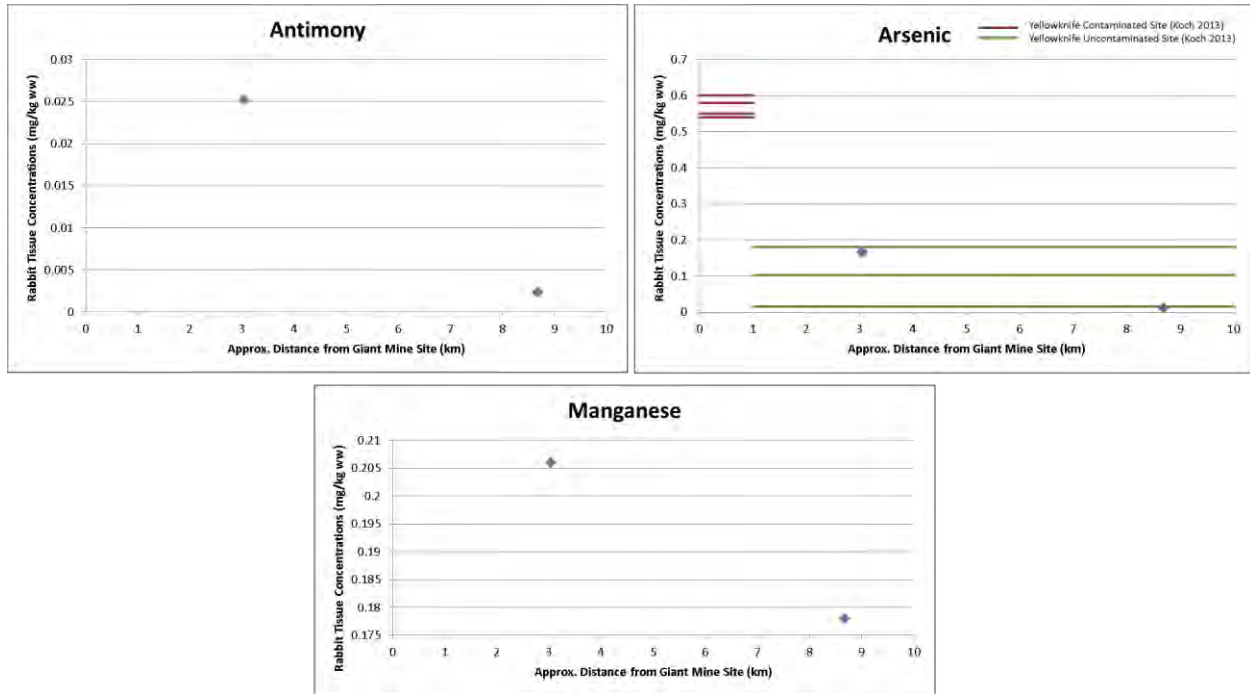 Antimony
Rabbit Tissue Concentrations (mg/kg ww)
0.03
0.025
0.02
0.015
0.01
0.005
0
0 1 2 3 4 5 6 7 8 9 10
Approx. Distance from Giant Mine Site (km)
Arsenic
Yellowknife Contaminated Site (Koch 2013)
Yellowknife Uncontaminated Site (Koch 2013)
Rabbit Tissue Concentrations (mg/kg ww)
0.7
0.6
0.5
0.4
0.3
0.2
0.1
0
0 1 2 3 4 5 6 7 8 9 10
Approx. Distance from Giant Mine Site (km)
Manganese
Rabbit Tissue Concentrations (mg/kg ww)
0.21
0.205
0.2
0.195
0.19
0.185
0.18
0.175
0 1 2 3 4 5 6 7 8 9 10
Approx. Distance from Giant Mine Site (km)